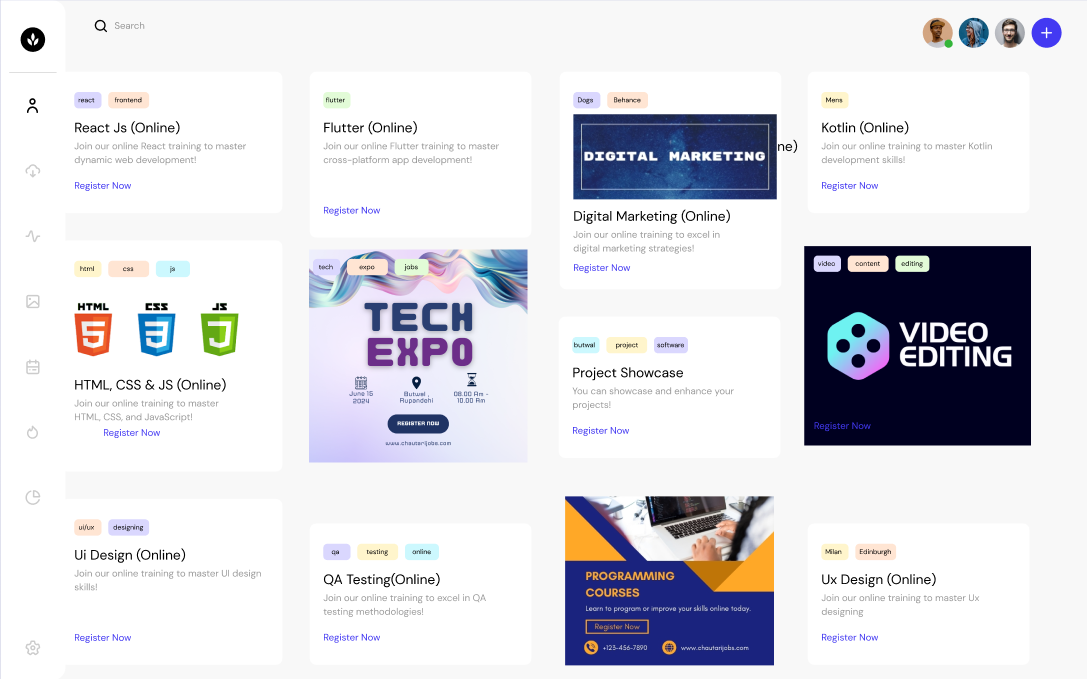 Search
react
frontend
React Js (Online)
Join our online React training to master
dynamic web development!
Register Now
flutter
Flutter (Online)
Join our online Flutter training to master
cross-platform app development!
Register Now
Dogs
Behance
DIGITAL MARKETING
ne)
Digital Marketing (Online)
Join our online training to excel in
digital marketing strategies!
Register Now
Mens
Kotlin (Online)
Join our online training to master Kotlin
development skills!
Register Now
html
css
js
HTML
CSS
JS
5
3
HTML, CSS & JS (Online)
Join our online training to master
HTML, CSS, and JavaScript!
Register Now
tech
expo
jobs
TECH
EXPO
June 15
2024
Butwal ,
Rupandehi
08.00 Am -
10.00 Am
REGISTER NOW
www.chautarijobs.com
butwal
project
software
Project Showcase
You can showcase and enhance your
projects!
Register Now
video
content
editing
VIDEO
EDITING
Register Now
ui/ux
designing
Ui Design (Online)
Join our online training to master UI design
skills!
Register Now
qa
testing
online
QA Testing(Online)
Join our online training to excel in QA
testing methodologies!
Register Now
PROGRAMMING
COURSES
Learn to program or improve your skills online today.
Register Now
+123-456-7890
www.chautarijobs.com
Milan
Edinburgh
Ux Design (Online)
Join our online training to master Ux
designing
Register Now